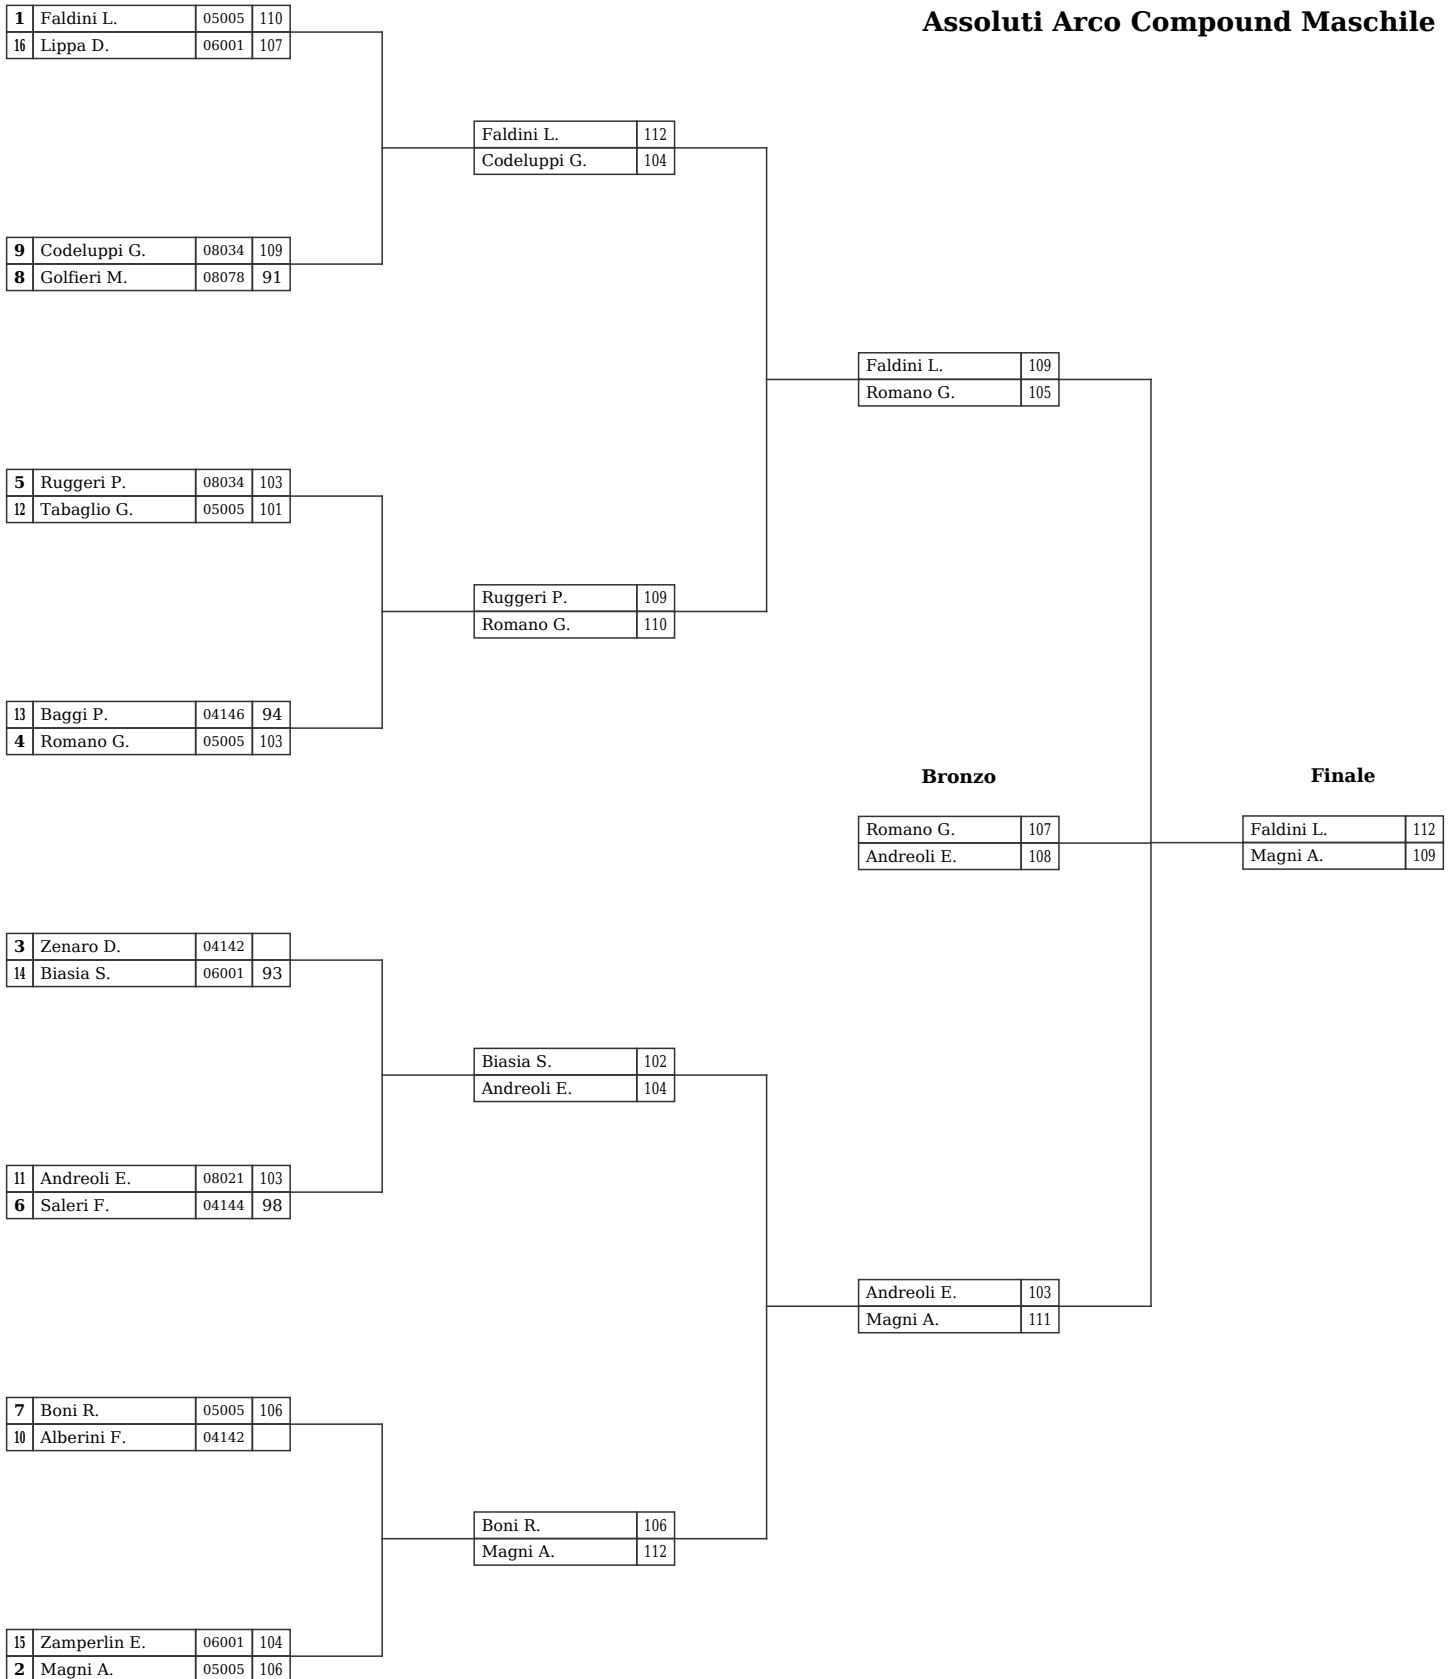 Assoluti Arco Compound Maschile
1 Faldini L. 05005 110
16 Lippa D. 06001 107
Faldini L. 112
Codeluppi G. 104
9 Codeluppi G. 08034 109
8 Golfieri M. 08078 91
Faldini L. 109
Romano G. 105
5 Ruggeri P. 08034 103
12 Tabaglio G. 05005 101
Ruggeri P. 109
Romano G. 110
13 Baggi P. 04146 94
4 Romano G. 05005 103
Bronzo
Finale
Romano G. 107
Andreoli E. 108
Faldini L. 112
Magni A. 109
3 Zenaro D. 04142
14 Biasia S. 06001 93
Biasia S. 102
Andreoli E. 104
11 Andreoli E. 08021 103
6 Saleri F. 04144 98
Andreoli E. 103
Magni A. 111
7 Boni R. 05005 106
10 Alberini F. 04142
Boni R. 106
Magni A. 112
15 Zamperlin E. 06001 104
2 Magni A. 05005 106